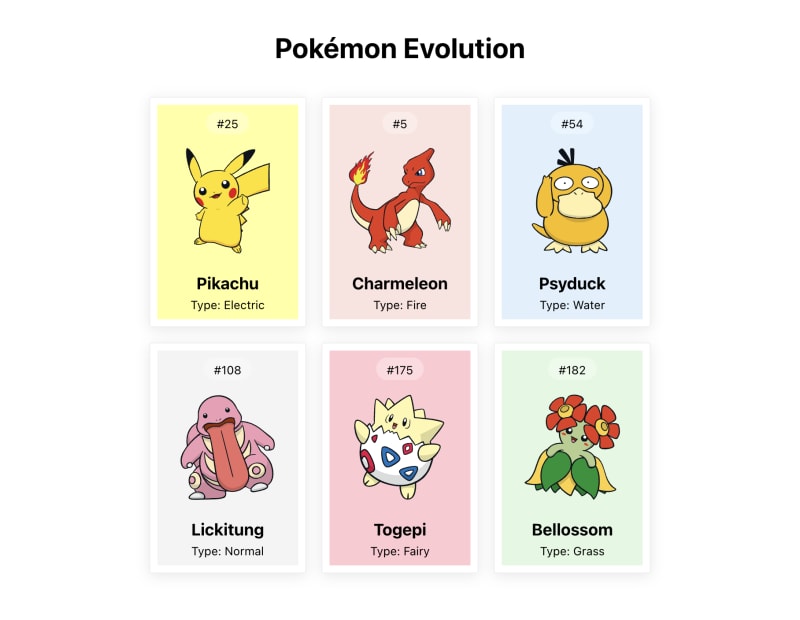 Pokémon Evolution
#25
Pikachu
Type: Electric
#5
Charmeleon
Type: Fire
#54
Psyduck
Type: Water
#108
Lickitung
Type: Normal
#175
Togepi
Type: Fairy
#182
Bellossom
Type: Grass